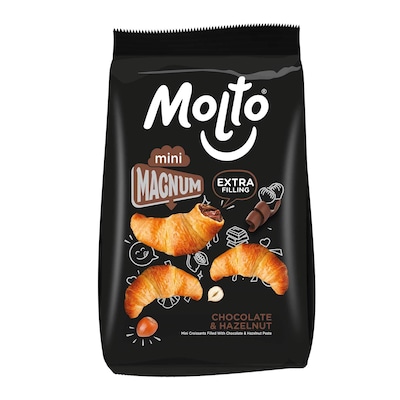 Molto®
mini
MAGNUM
EXTRA
FILLING
CHOCOLATE
& HAZELNUT
Mini Croissants Filled With Chocolate & Hazelnut Paste